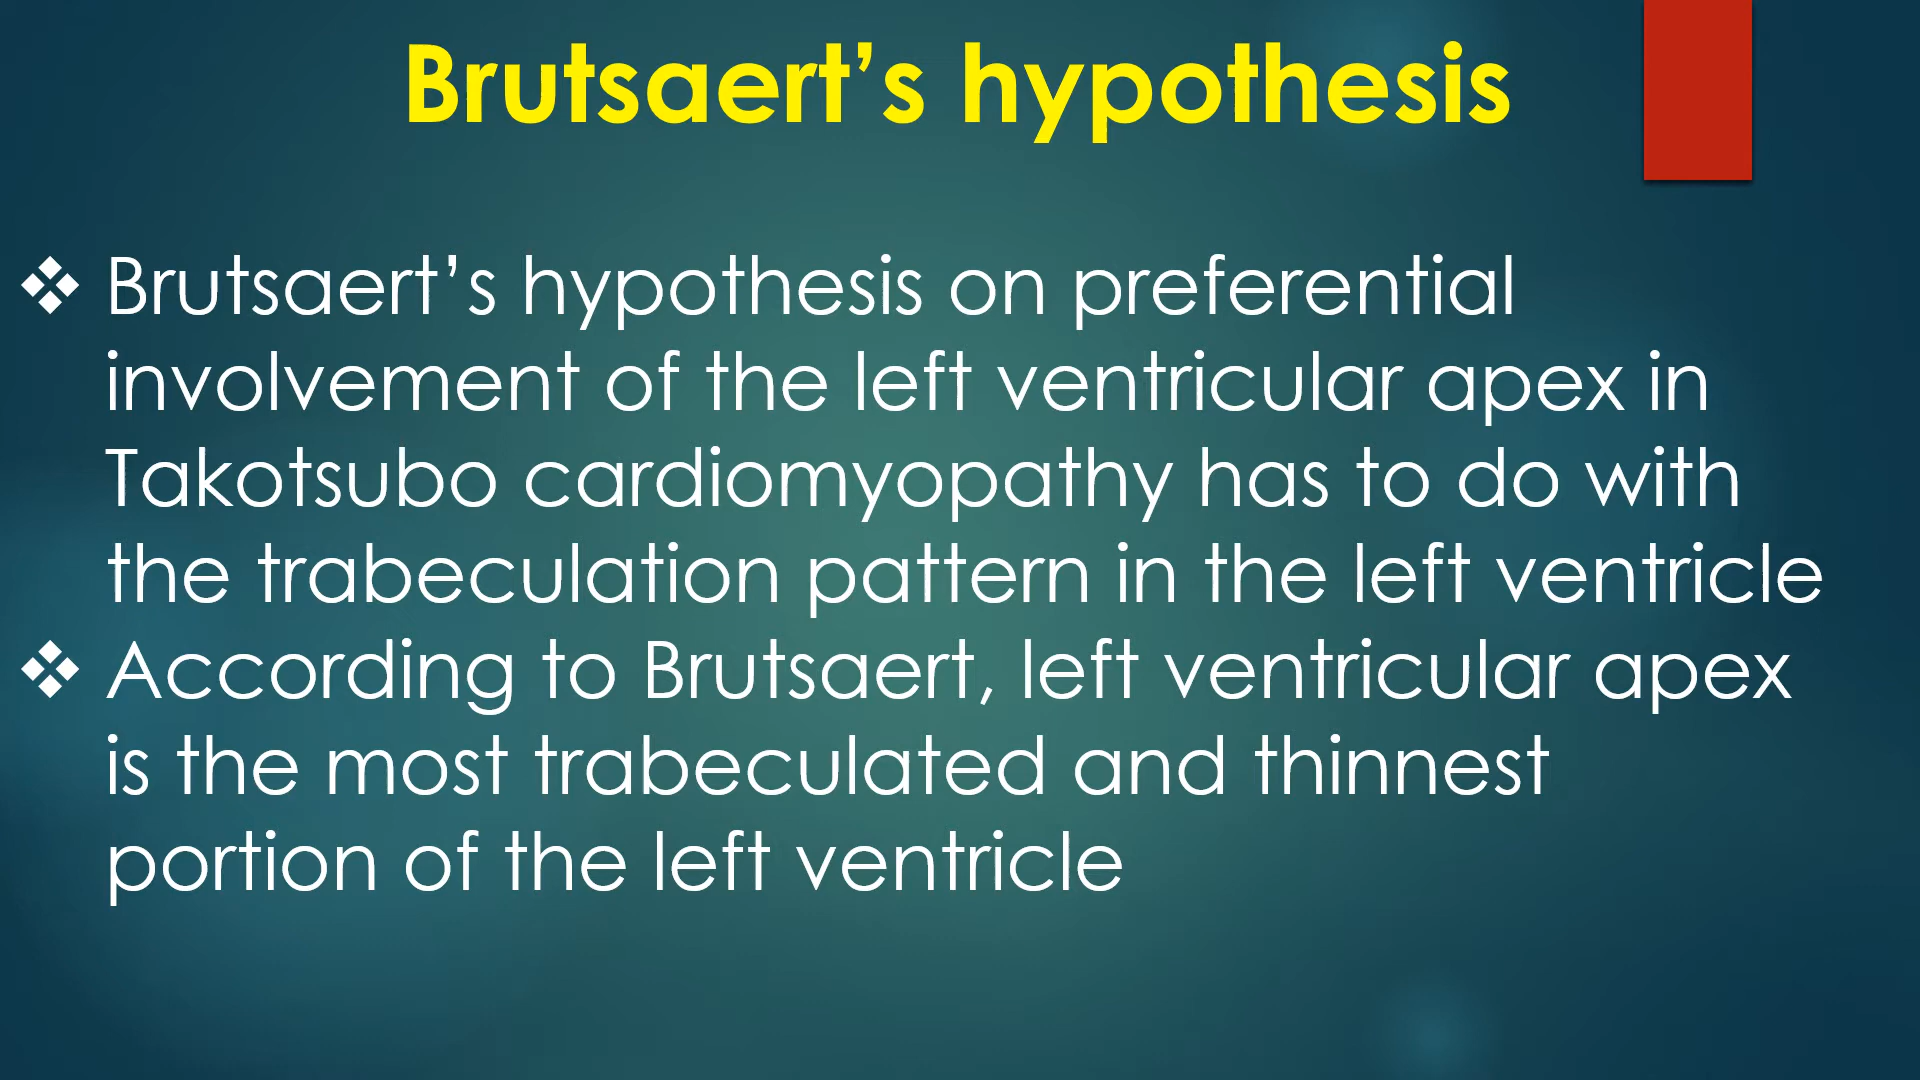 Brutsaert’s hypothesis
❖ Brutsaert’s hypothesis on preferential
involvement of the left ventricular apex in
Takotsubo cardiomyopathy has to do with
the trabeculation pattern in the left ventricle
❖ According to Brutsaert, left ventricular apex
is the most trabeculated and thinnest
portion of the left ventricle